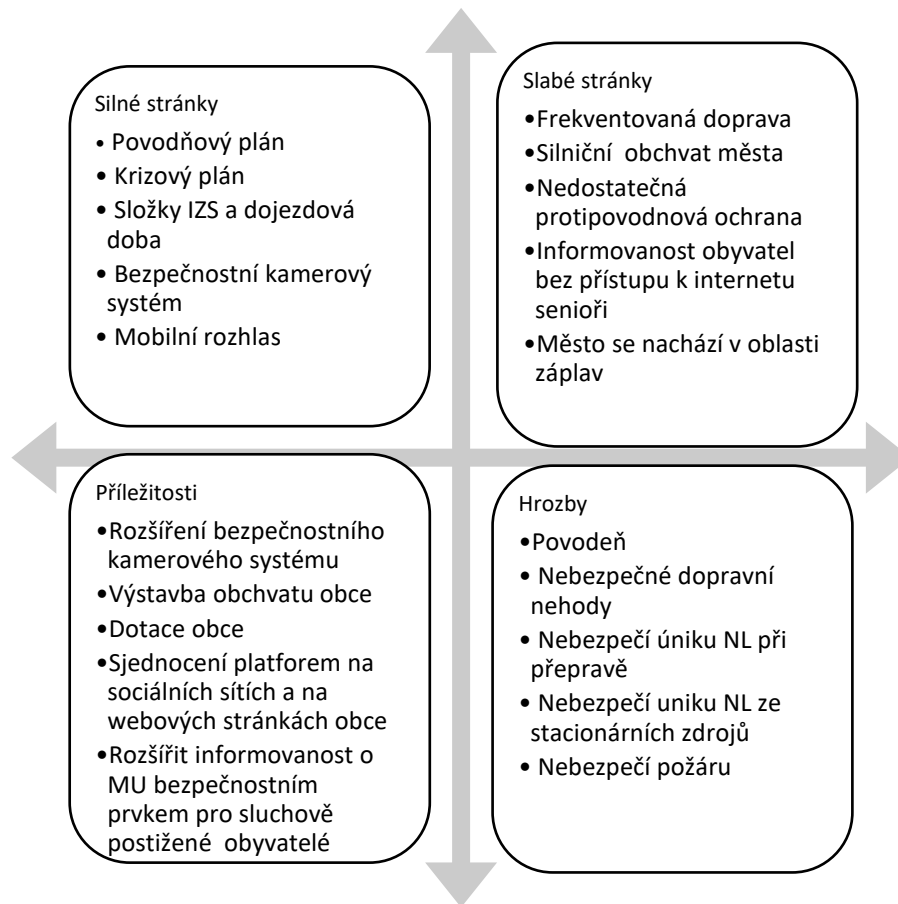 Silné stránky
• Povodňový plán
• Krizový plán
• Složky IZS a dojezdová
doba
• Bezpečnostní kamerový
systém
• Mobilní rozhlas
Slabé stránky
•Frekventovaná doprava
•Silniční  obchvat města
•Nedostatečná
protipovodnová ochrana
•Informovanost obyvatel
bez přístupu k internetu
senioři
•Město se nachází v oblasti
záplav
Příležitosti
•Rozšíření bezpečnostního
kamerového systému
•Výstavba obchvatu obce
•Dotace obce
•Sjednocení platforem na
sociálních sítích a na
webových stránkách obce
•Rozšířit informovanost o
MU bezpečnostním
prvkem pro sluchově
postižené  obyvatelé
Hrozby
•Povodeň
• Nebezpečné dopravní
nehody
• Nebezpečí úniku NL při
přepravě
• Nebezpečí uniku NL ze
stacionárních zdrojů
• Nebezpečí požáru